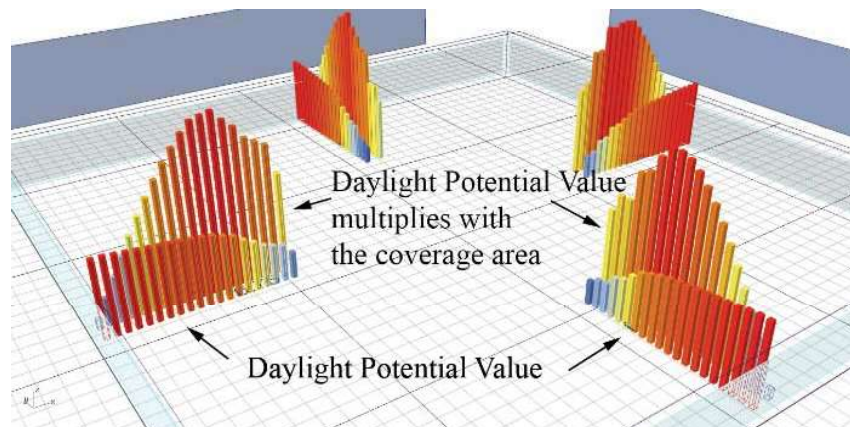 Daylight Potential Value
multiplies with
the coverage area
Daylight Potential Value